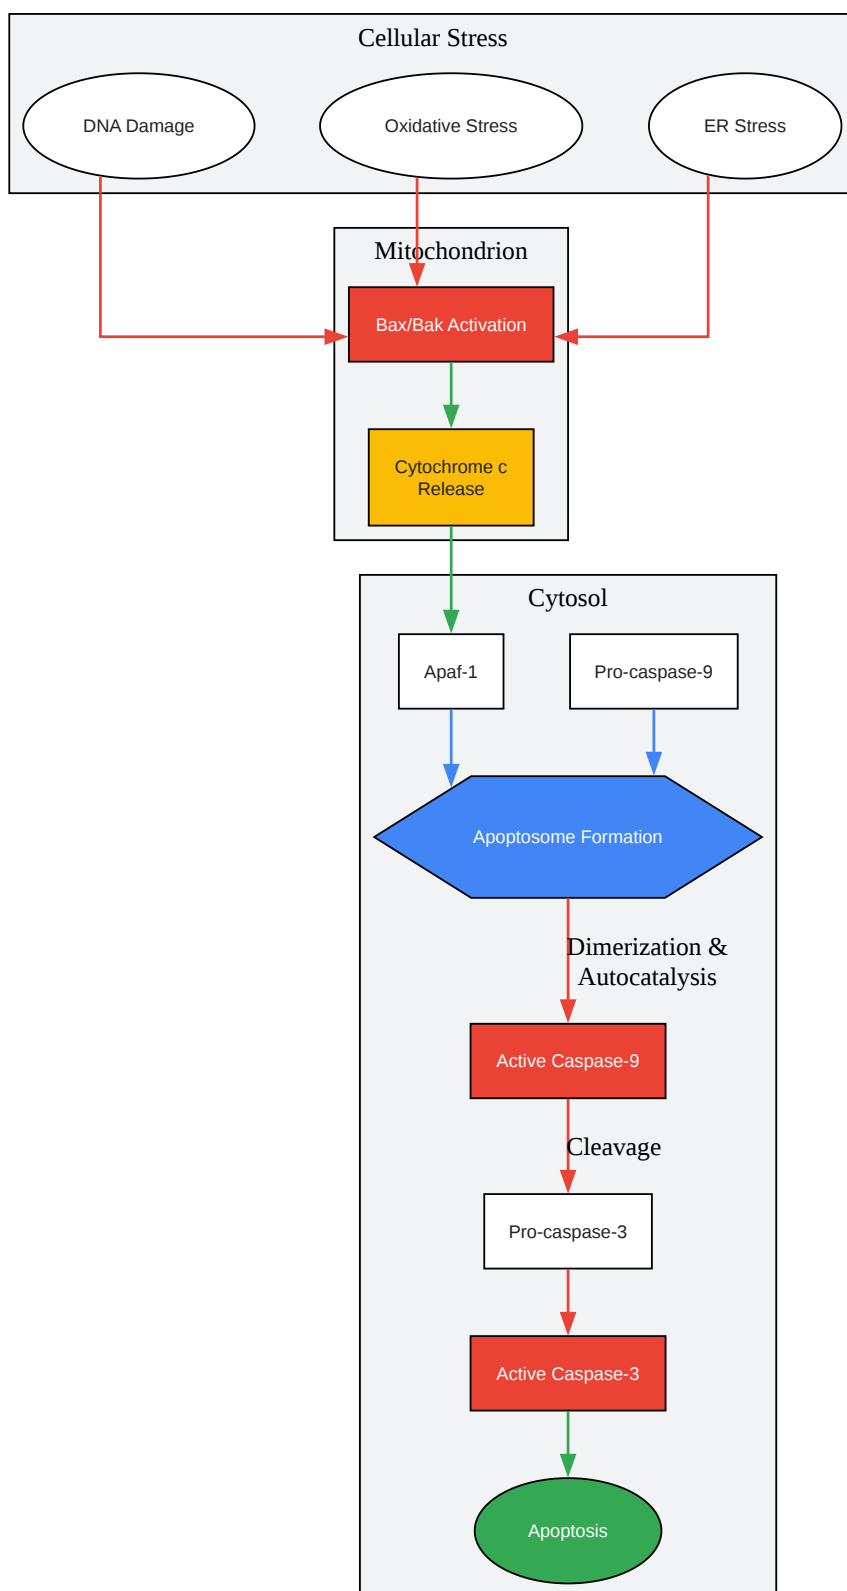 Cellular Stress
DNA Damage
Oxidative Stress
ER Stress
Mitochondrion
Bax/Bak Activation
Cytochrome c
Release
Cytosol
Apaf-1
Pro-caspase-9
Apoptosome Formation
Dimerization &
Autocatalysis
Active Caspase-9
Cleavage
Pro-caspase-3
Active Caspase-3
Apoptosis